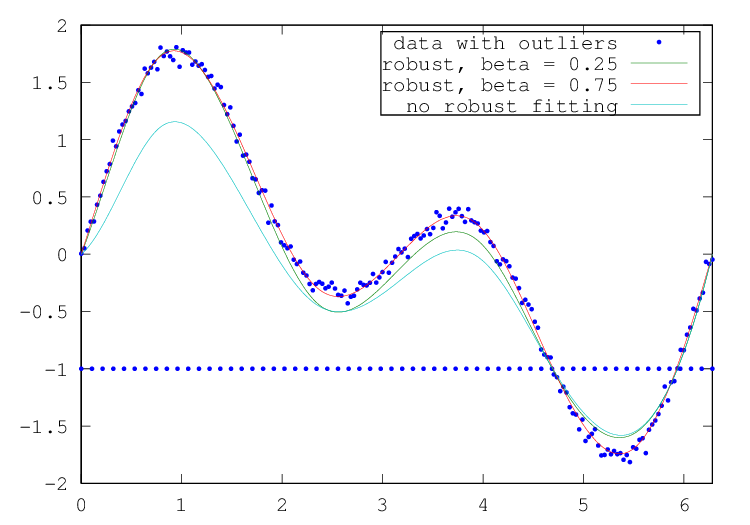 2
1.5
1
0.5
0
-0.5
-1
-1.5
-2
0 1 2 3 4 5 6
data with outliers
robust, beta = 0.25
robust, beta = 0.75
no robust fitting